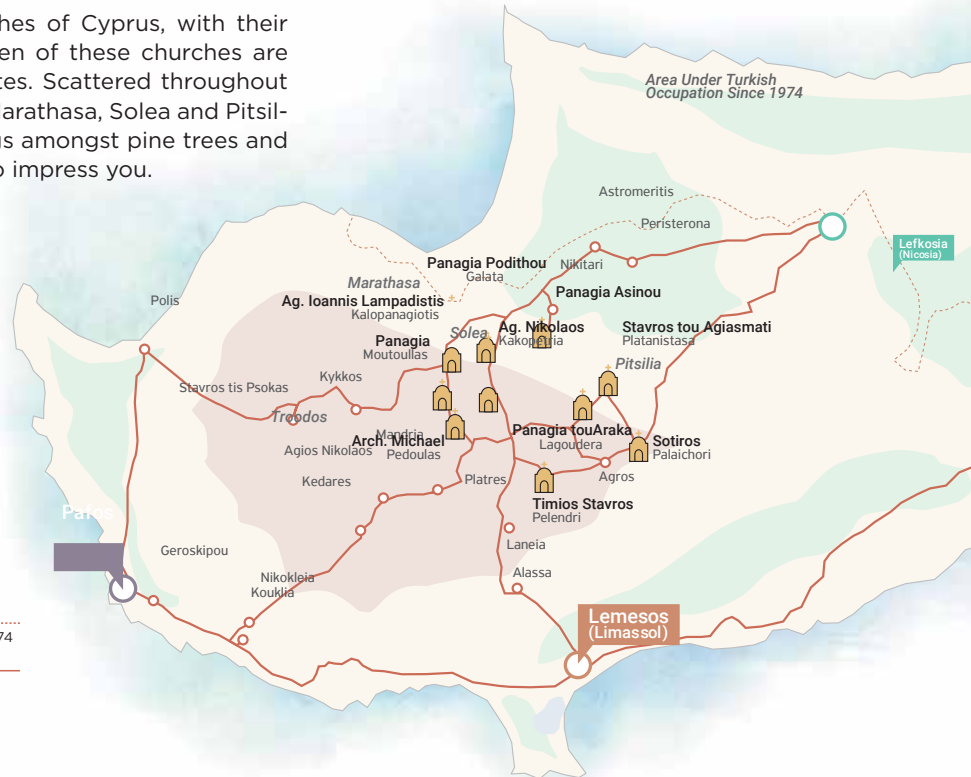 ches of Cyprus, with their
en of these churches are
tes. Scattered throughout
Marathasa, Solea and Pitsil-
gs amongst pine trees and
o impress you.
Area Under Turkish
Occupation Since 1974
Astromeritis
Peristerona
Lefkosia
(Nicosia)
Panagia Podithou
Galata
Nikitari
Marathasa
Ag. Ioannis Lampadistis
Kalopanagiotis
Panagia Asinou
Polis
Solea
Ag. Nikolaos
Kakopetria
Stavros tou Agiasmati
Platanistasa
Panagia
Moutoullas
Pitsilia
Kykkos
Stavros tis Psokas
Troodos
Mandria
Arch. Michael
Agios Nikolaos
Pedoulas
Panagia touAraka
Lagoudera
Sotiros
Palaichori
Kedares
Platres
Agros
Timios Stavros
Pelendri
Pafos
Laneia
Geroskipou
Alassa
Nikokleia
Kouklia
Lemesos
(Limassol)
74